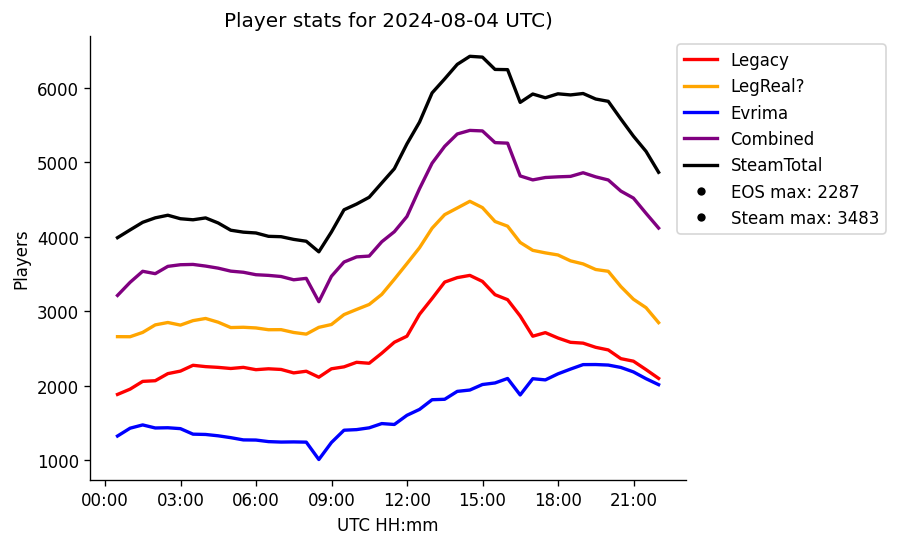 Player stats for 2024-08-04 UTC)
Legacy
LegReal?
Evrima
Combined
SteamTotal
EOS max: 2287
Steam max: 3483
Players
6000
5000
4000
3000
2000
1000
00:00 03:00 06:00 09:00 12:00 15:00 18:00 21:00
UTC HH:mm